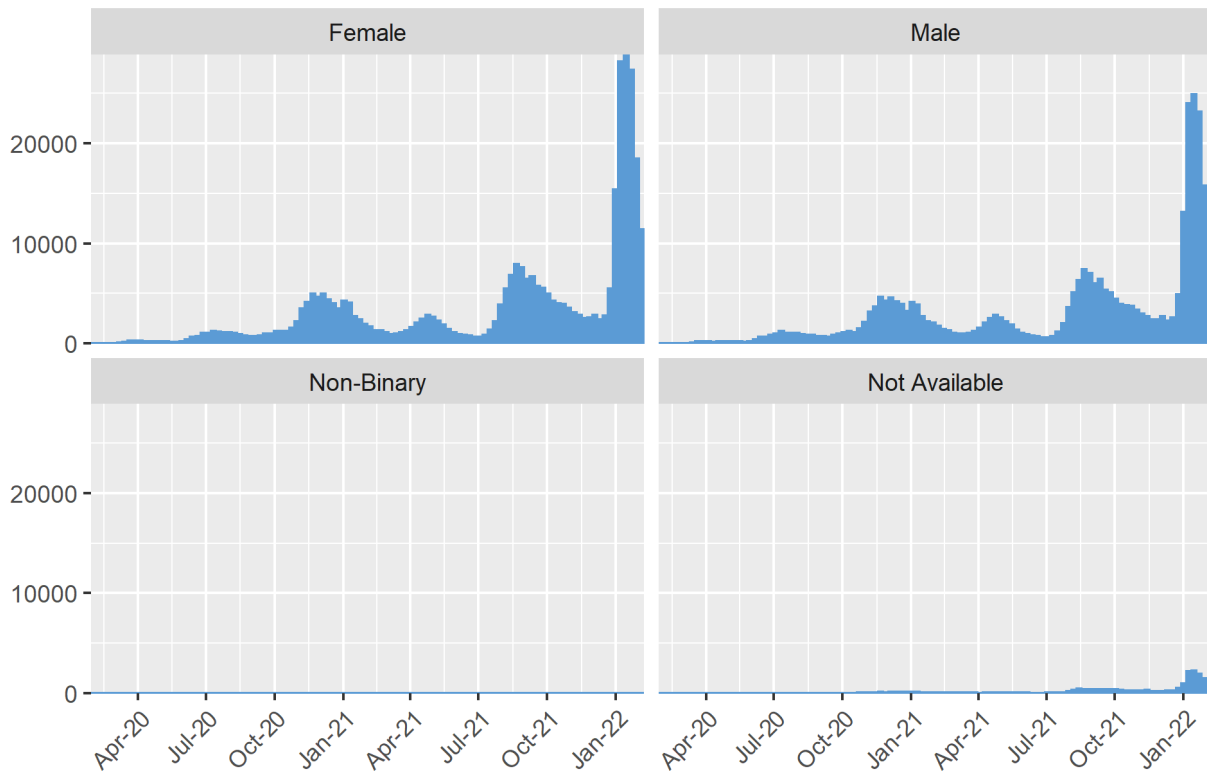 Female Male
20000
10000
0
Non-Binary Not Available
20000
10000
0
Apr-20 Jul-20 Oct-20 Jan-21 Apr-21 Jul-21 Oct-21 Jan-22 Apr-20 Jul-20 Oct-20 Jan-21 Apr-21 Jul-21 Oct-21 Jan-22